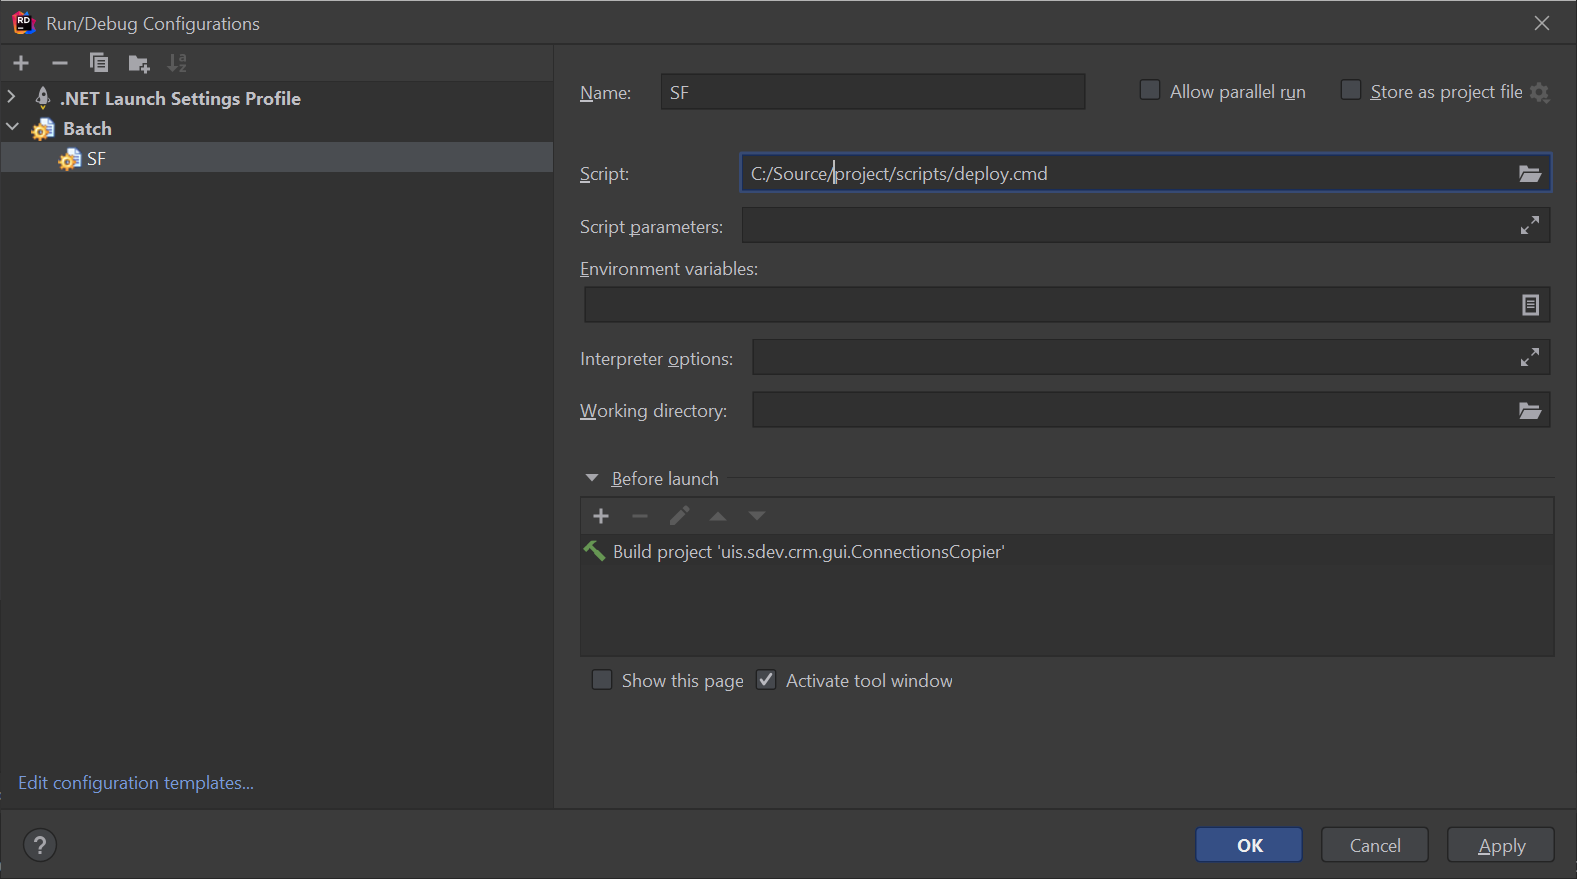 Run/Debug Configurations
.NET Launch Settings Profile
Batch
SF
Edit configuration templates...
Name: SF
Allow parallel run
Store as project file
Script: C:/Source/project/scripts/deploy.cmd
Script parameters:
Environment variables:
Interpreter options:
Working directory:
Before launch
Build project 'uis.sdev.crm.gui.ConnectionsCopier'
Show this page
Activate tool window
?
OK
Cancel
Apply